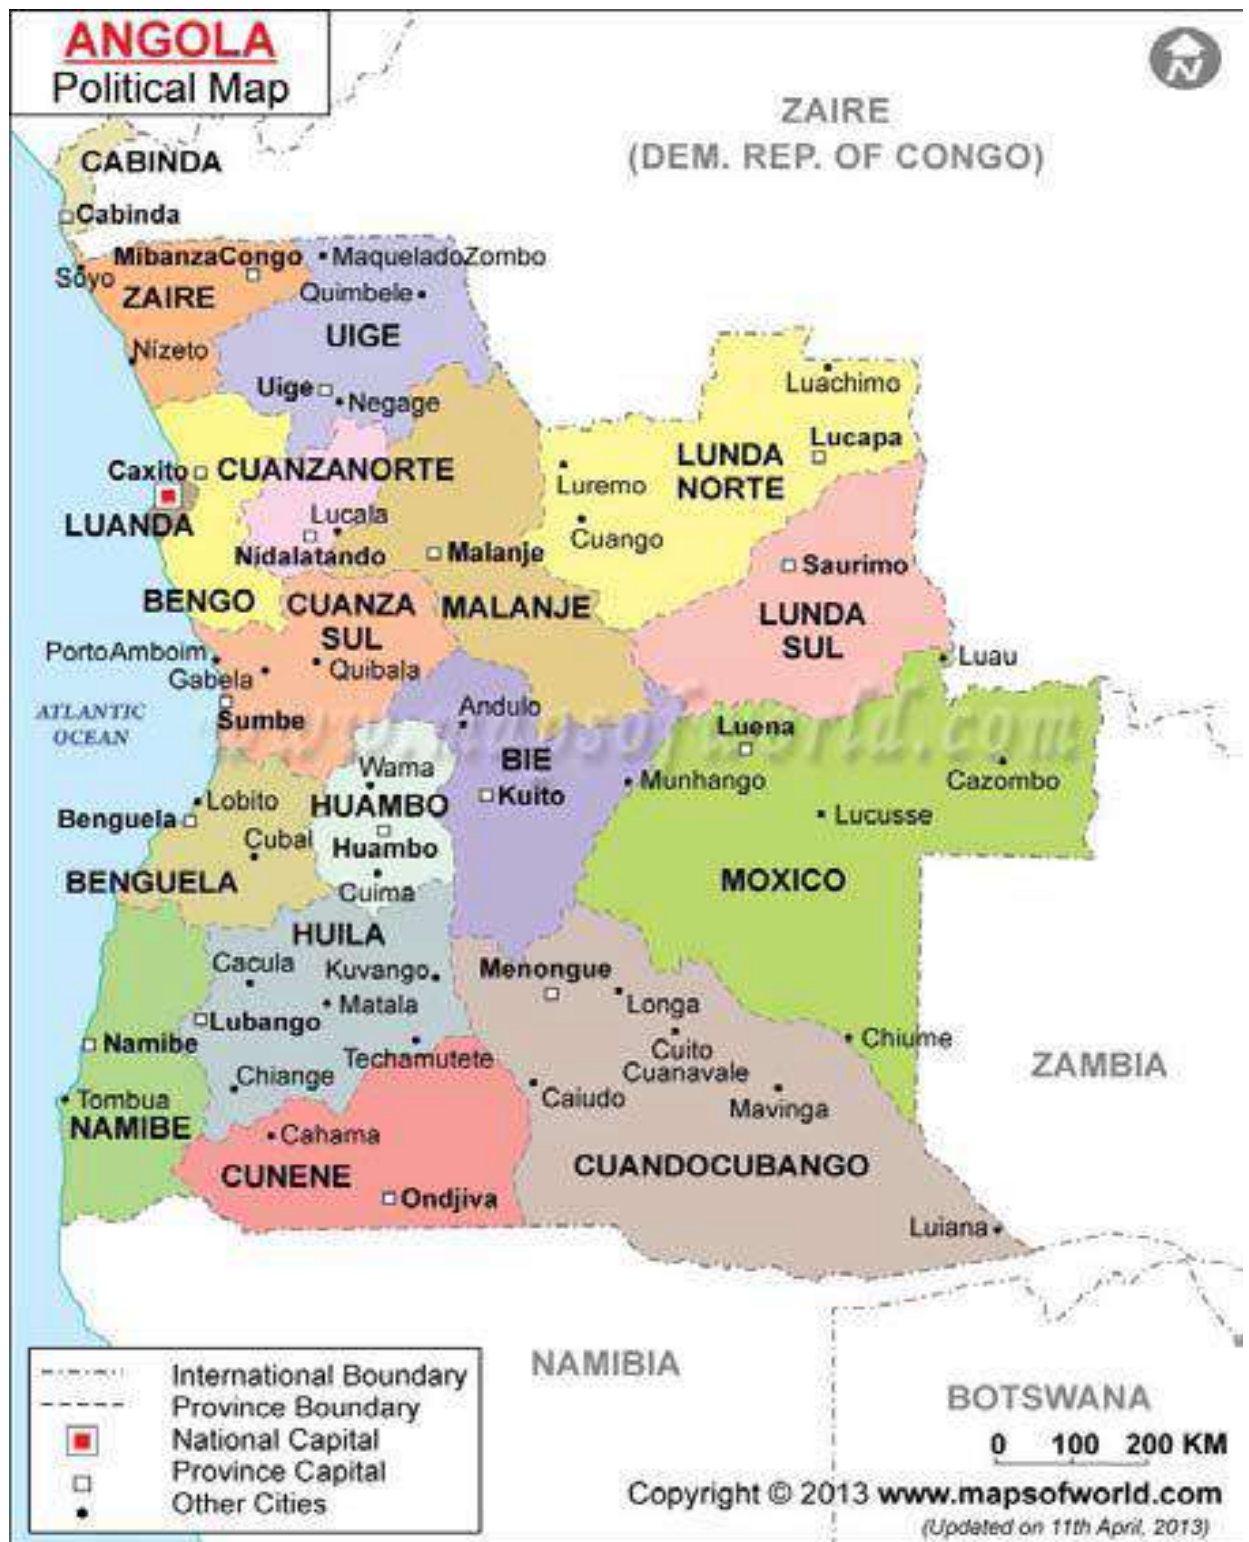 ANGOLA
Political Map
N
ZAIRE
(DEM. REP. OF CONGO)
CABINDA
Cabinda
MibanzaCongo
MaqueladoZombo
Soyo
ZAIRE
Quimbele
UIGE
Nizeto
Luachimo
Uige
Negage
Lucapa
Caxito
CUANZANORTE
LUNDA
NORTE
Luremo
LUANDA
Lucala
Cuango
Nidalatando
Malanje
Saurimo
BENGO
CUANZA
SUL
MALANJE
LUNDA
SUL
PortoAmboim
Gabela
Quibala
Luau
ATLANTIC
OCEAN
Sumbe
Andulo
Luena
www.mapsofworld.com
Wama
BIE
Munhango
Cazombo
Lobito
HUAMBO
Kuito
Benguela
Lucusse
Cubal
Huambo
BENGUELA
Cuima
MOXICO
HUILA
Cacula
Kuvango
Menongue
Matala
Longa
Lubango
Namibe
Techamutete
Cuito
Cuanavale
Chiume
ZAMBIA
Chiange
Caiudo
Mavinga
Tombua
NAMIBE
Cahama
CUNENE
CUANDOCUBANGO
Ondjiva
Luiana
NAMIBIA
BOTSWANA
International Boundary
Province Boundary
National Capital
Province Capital
Other Cities
0 100 200 KM
Copyright © 2013 www.mapsofworld.com
(Updated on 11th April, 2013)